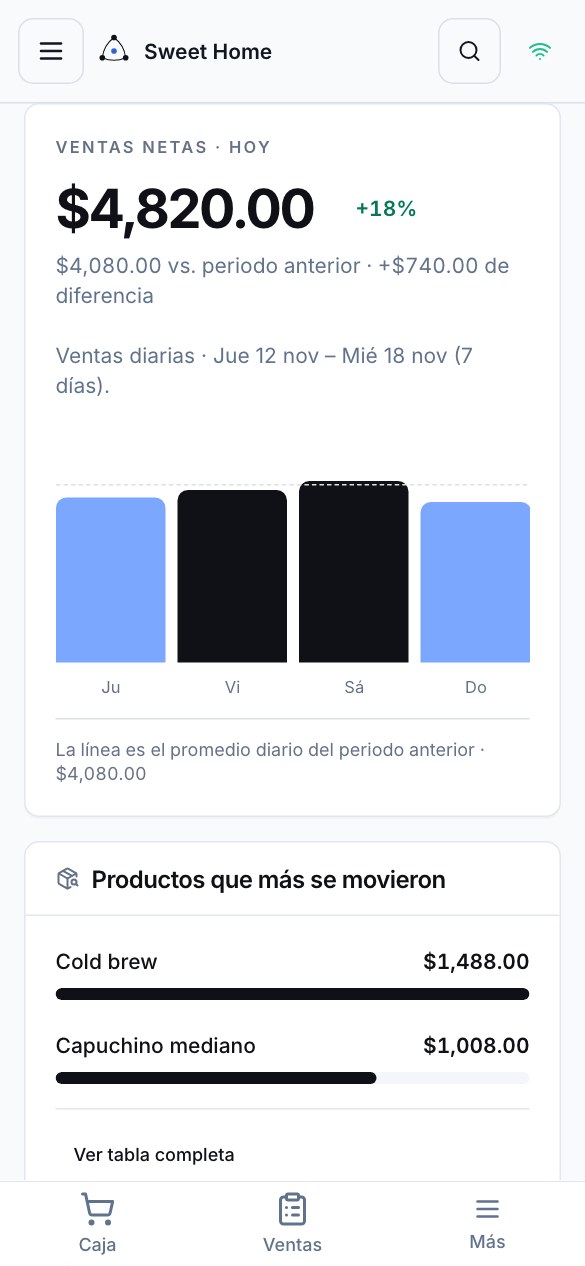 Sweet Home
VENTAS NETAS · HOY
$4,820.00 +18%
$4,080.00 vs. periodo anterior · +$740.00 de
diferencia
Ventas diarias · Jue 12 nov – Mié 18 nov (7
días).
Ju Vi Sá Do
La línea es el promedio diario del periodo anterior ·
$4,080.00
Productos que más se movieron
Cold brew $1,488.00
Capuchino mediano $1,008.00
Ver tabla completa
Caja Ventas Más